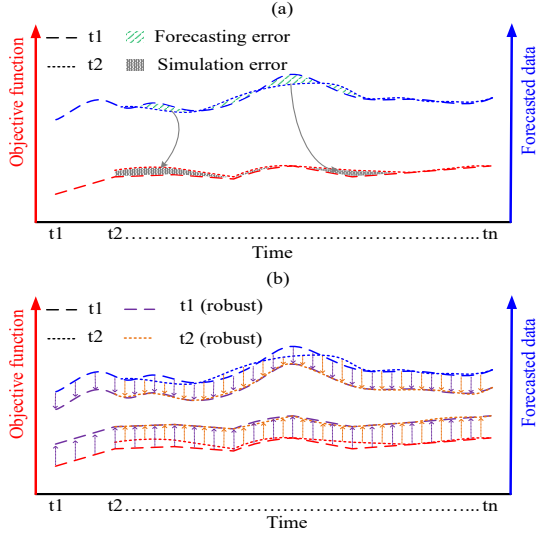 (a)
t1 Forecasting error
t2 Simulation error
Objective function
Forecasted data
t1 t2................................................................tn
Time
(b)
t1 t1 (robust)
t2 t2 (robust)
Objective function
Forecasted data
t1 t2................................................................tn
Time